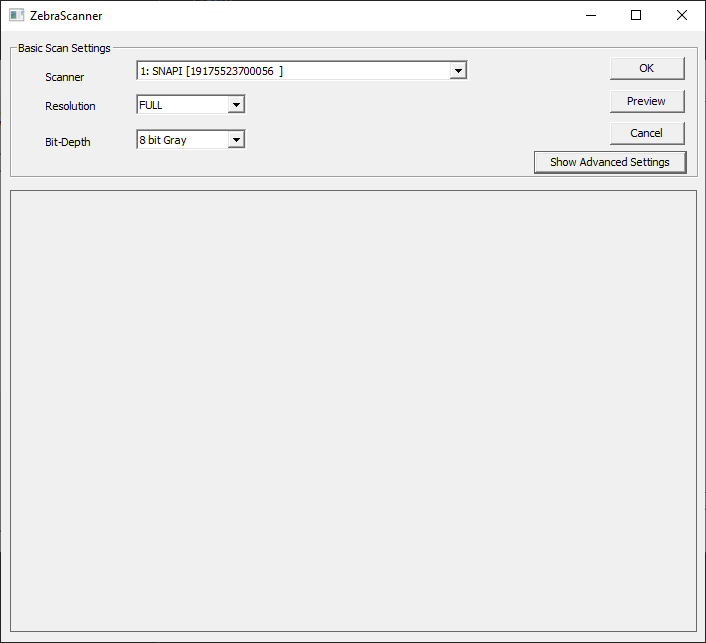 ZebraScanner
Basic Scan Settings
Scanner
1: SNAPI [19175523700056 ]
OK
Resolution
FULL
Preview
Bit-Depth
8 bit Gray
Cancel
Show Advanced Settings